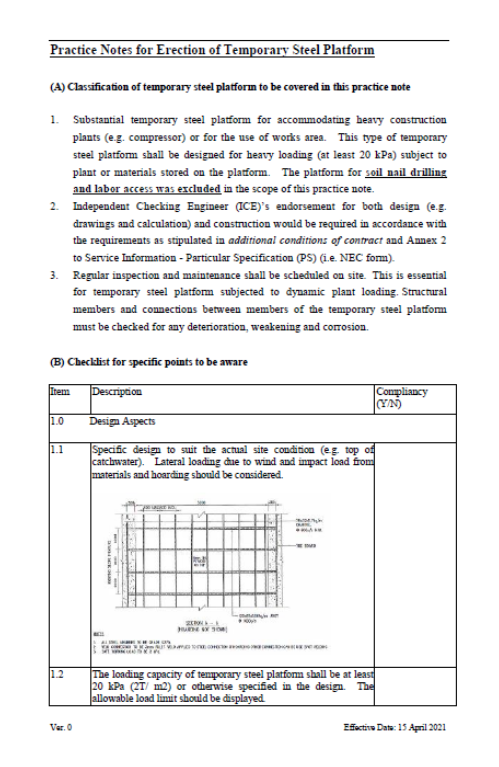 Practice Notes for Erection of Temporary Steel Platform
(A) Classification of temporary steel platform to be covered in this practice note
1. Substantial temporary steel platform for accommodating heavy construction
plants (e.g. compressor) or for the use of works area. This type of temporary
steel platform shall be designed for heavy loading (at least 20 kPa) subject to
plant or materials stored on the platform. The platform for soil nail drilling
and labor access was excluded in the scope of this practice note.
2. Independent Checking Engineer (ICE)'s endorsement for both design (e.g.
drawings and calculation) and construction would be required in accordance with
the requirements as stipulated in additional conditions of contract and Annex 2
to Service Information - Particular Specification (PS) (i.e. NEC form).
3. Regular inspection and maintenance shall be scheduled on site. This is essential
for temporary steel platform subjected to dynamic plant loading. Structural
members and connections between members of the temporary steel platform
must be checked for any deterioration, weakening and corrosion.
(B) Checklist for specific points to be aware
Item Description Compliancy
(Y/N)
1.0 Design Aspects
1.1 Specific design to suit the actual site condition (e.g. top of
catchwater). Lateral loading due to wind and impact load from
materials and hoarding should be considered.
SECTION A - A
1.2 The loading capacity of temporary steel platform shall be at least
20 kPa (2T/ m2) or otherwise specified in the design. The
allowable load limit should be displayed.
Ver. 0 Effective Date: 15 April 2021